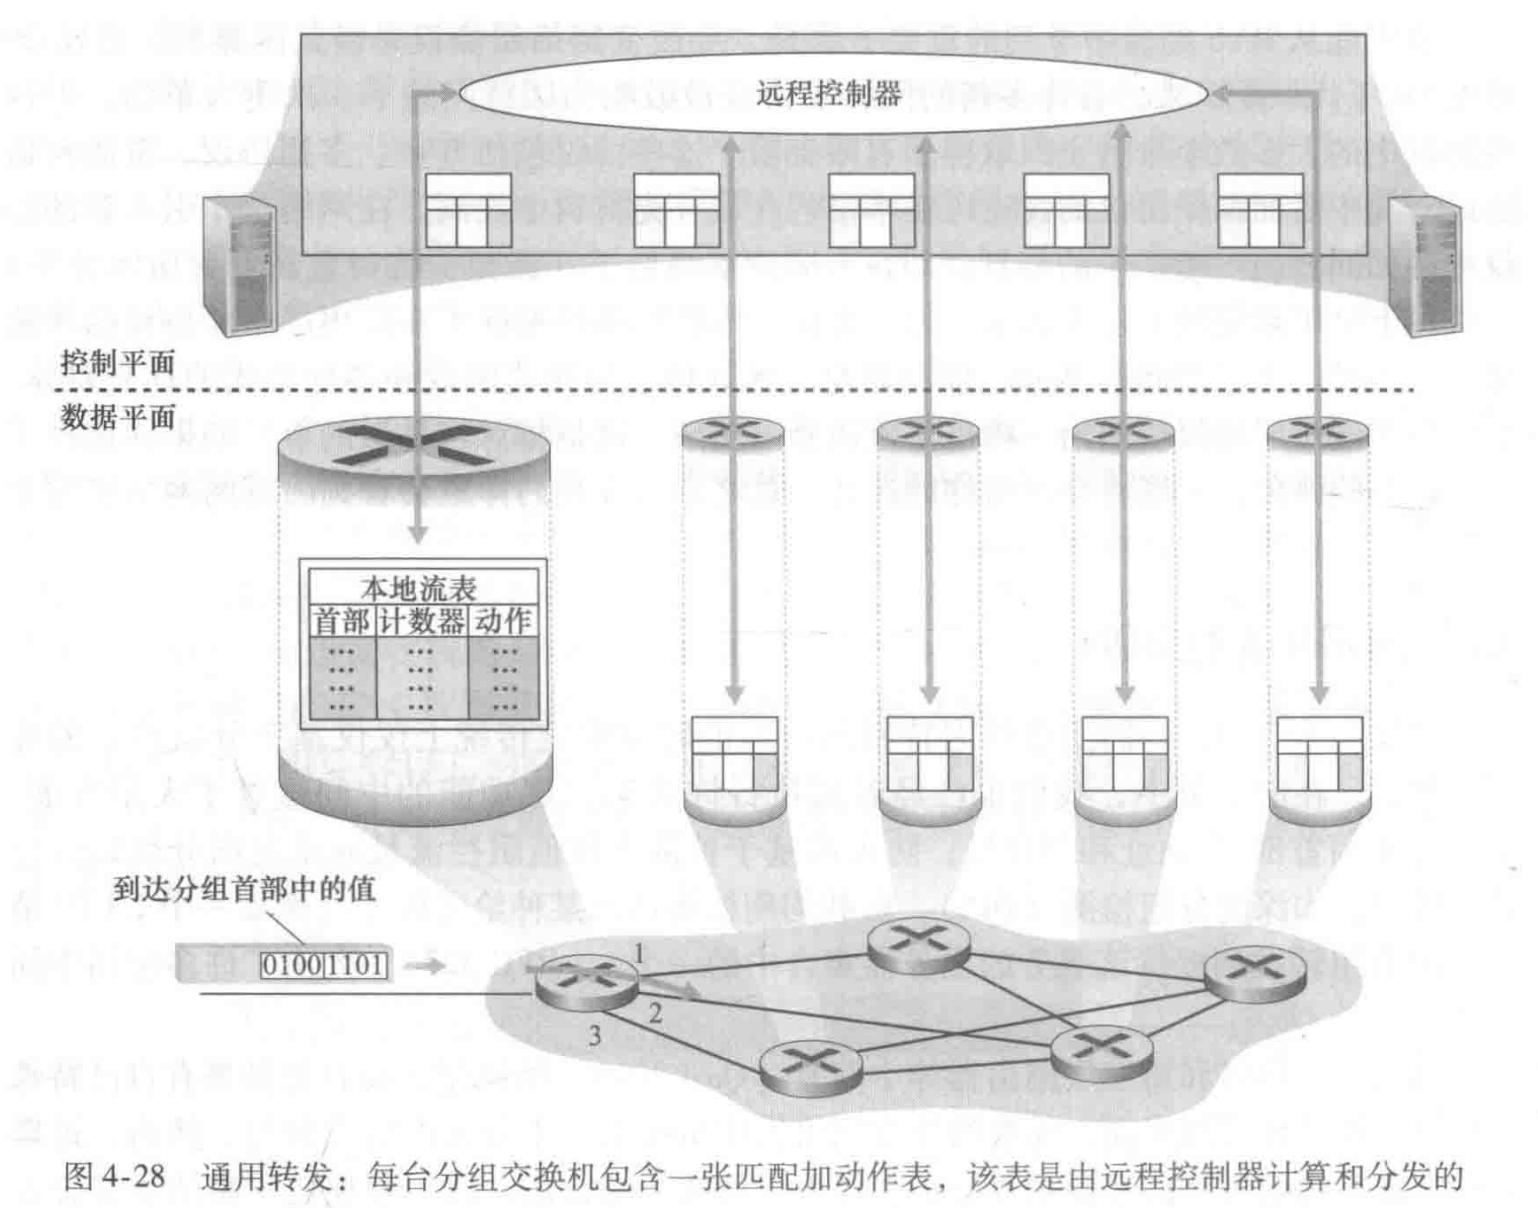 远程控制器
控制平面
数据平面
本地流表
首部 计数器 动作
到达分组首部中的值
0100 1101
1
2
3
图 4-28 通用转发：每台分组交换机包含一张匹配加动作表，该表是由远程控制器计算和分发的